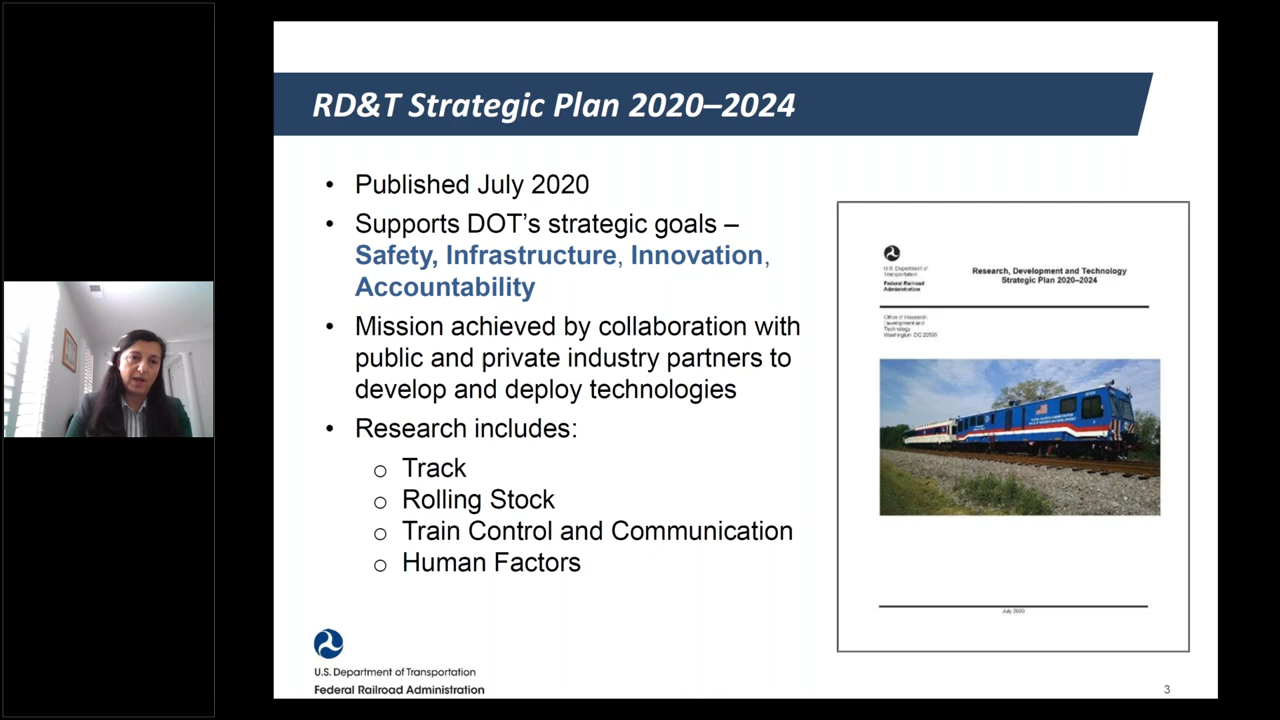 RD&T Strategic Plan 2020–2024
• Published July 2020
• Supports DOT’s strategic goals –
Safety, Infrastructure, Innovation,
Accountability
• Mission achieved by collaboration with
public and private industry partners to
develop and deploy technologies
• Research includes:
o Track
o Rolling Stock
o Train Control and Communication
o Human Factors
U.S. Department of
Transportation
Federal Railroad
Administration
Research, Development and Technology
Strategic Plan 2020–2024
Office of Research,
Development and
Technology
Washington, DC 20590
July 2020
U.S. Department of Transportation
Federal Railroad Administration
3